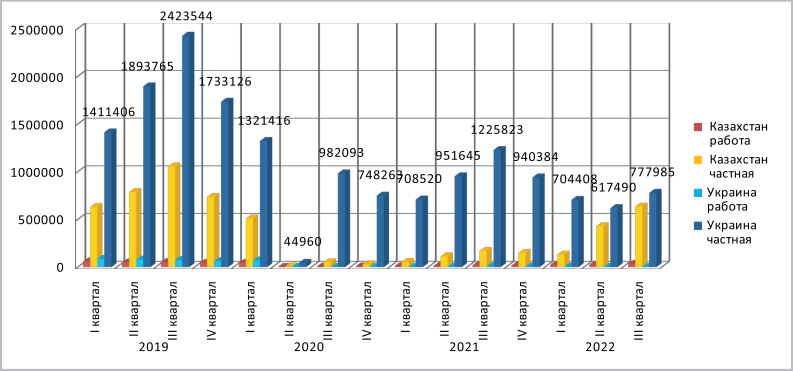 2423544
2500000
1893765
2000000
1733126
1411406
1321416
1500000
1225823
982093
951645
940384
1000000
748263
708520
704408
617490
777985
500000
44960
0
Казахстан
работа
Казахстан
частная
Украина
работа
Украина
частная
I квартал
II квартал
III квартал
IV квартал
I квартал
II квартал
III квартал
IV квартал
I квартал
II квартал
III квартал
IV квартал
I квартал
II квартал
III квартал
2019
2020
2021
2022